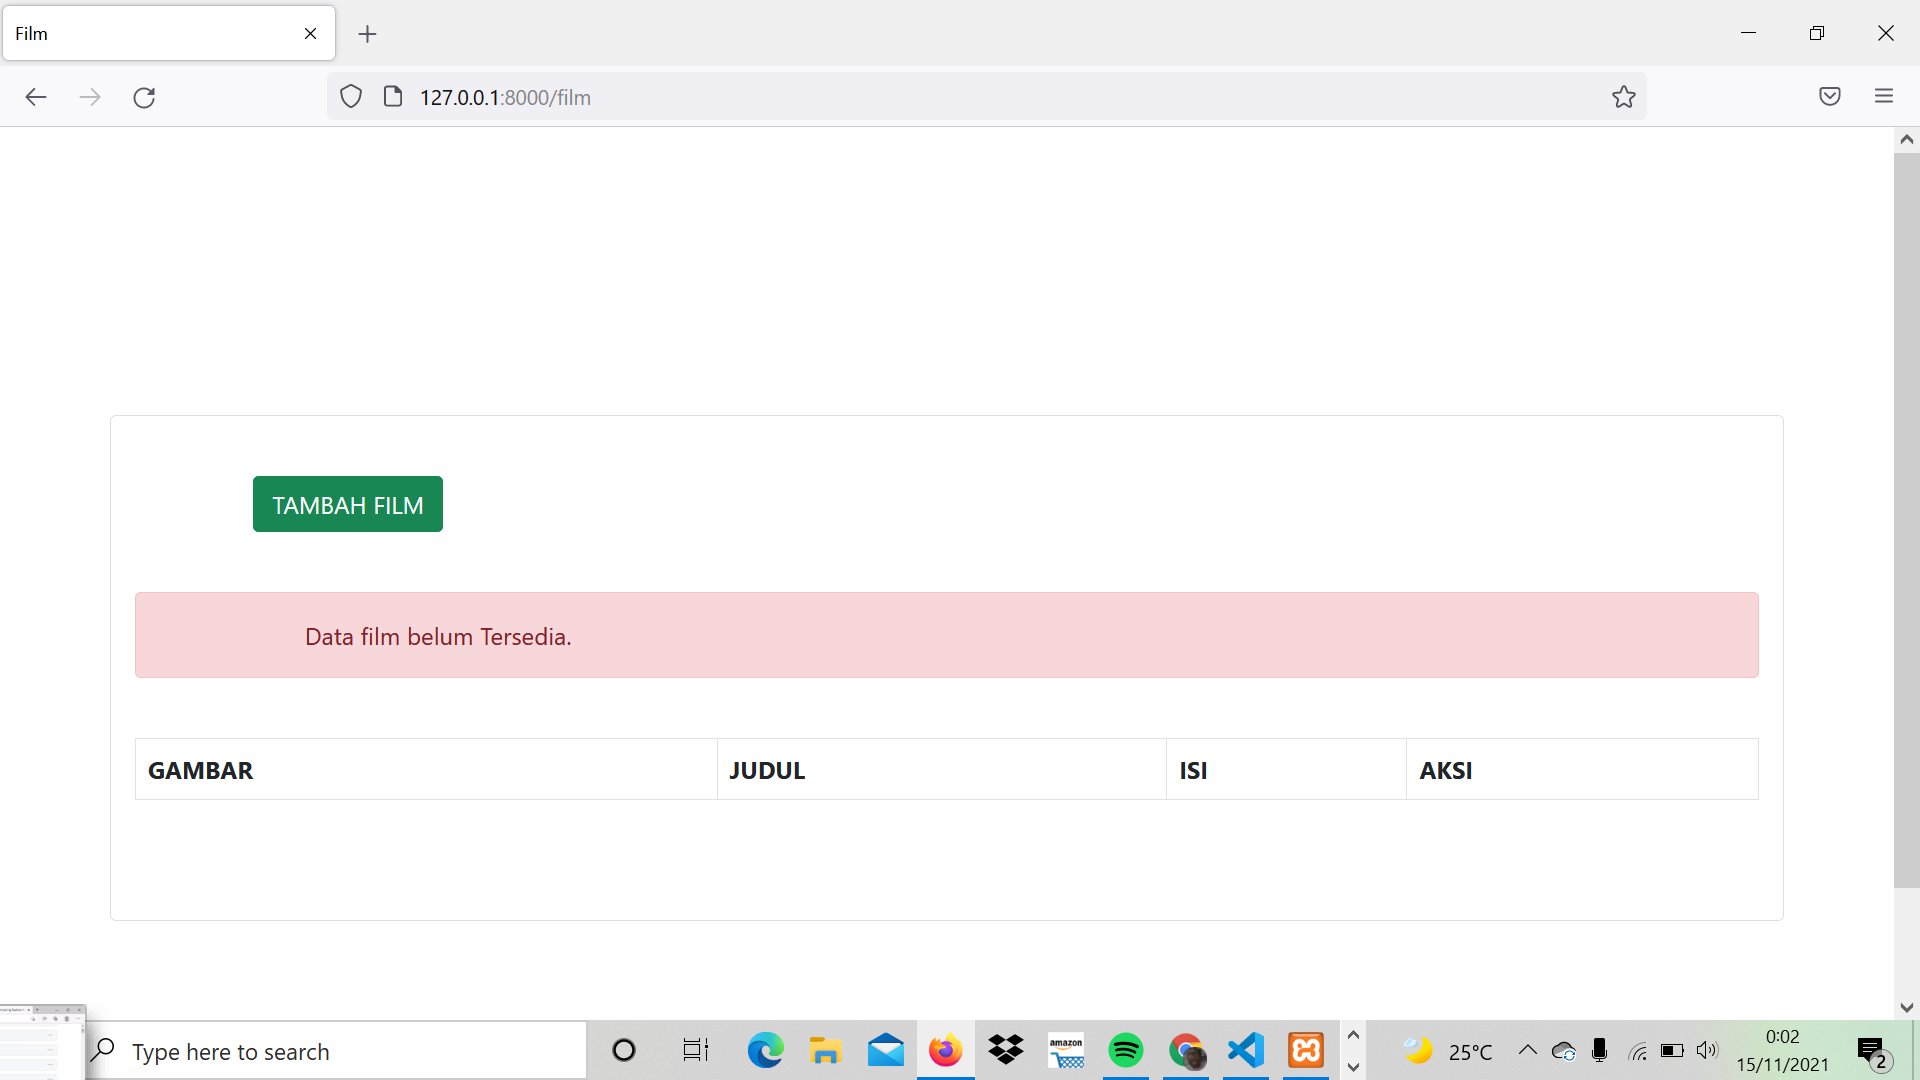 Film
127.0.0.1:8000/film
TAMBAH FILM
Data film belum Tersedia.
GAMBAR JUDUL ISI AKSI
Type here to search
amazon
25°C
0:02
15/11/2021
2